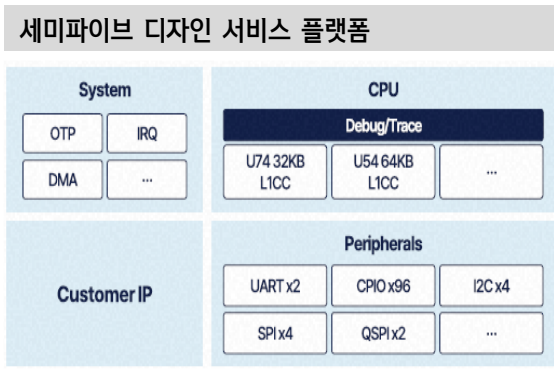 세미파이브 디자인 서비스 플랫폼
System
OTP
IRQ
DMA
...
CPU
Debug/Trace
U74 32KB
L1CC
U54 64KB
L1CC
...
Customer IP
Peripherals
UART x2
CPIO x96
I2C x4
SPI x4
QSPI x2
...